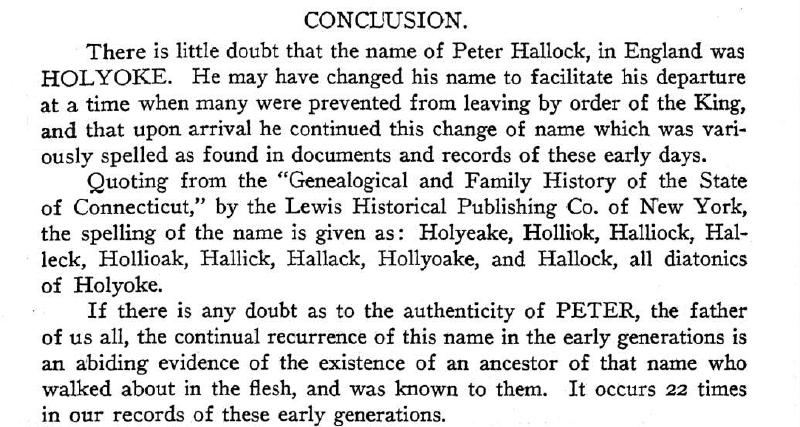 CONCLUSION.
There is little doubt that the name of Peter Hallock, in England was
HOLYOKE. He may have changed his name to facilitate his departure
at a time when many were prevented from leaving by order of the King,
and that upon arrival he continued this change of name which was vari-
ously spelled as found in documents and records of these early days.
Quoting from the "Genealogical and Family History of the State
of Connecticut," by the Lewis Historical Publishing Co. of New York,
the spelling of the name is given as: Holyeake, Holliok, Halliock, Hal-
leck, Hollioak, Hallick, Hallack, Hollyoake, and Hallock, all diatonics
of Holyoke.
If there is any doubt as to the authenticity of PETER, the father
of us all, the continual recurrence of this name in the early generations is
an abiding evidence of the existence of an ancestor of that name who
walked about in the flesh, and was known to them. It occurs 22 times
in our records of these early generations.